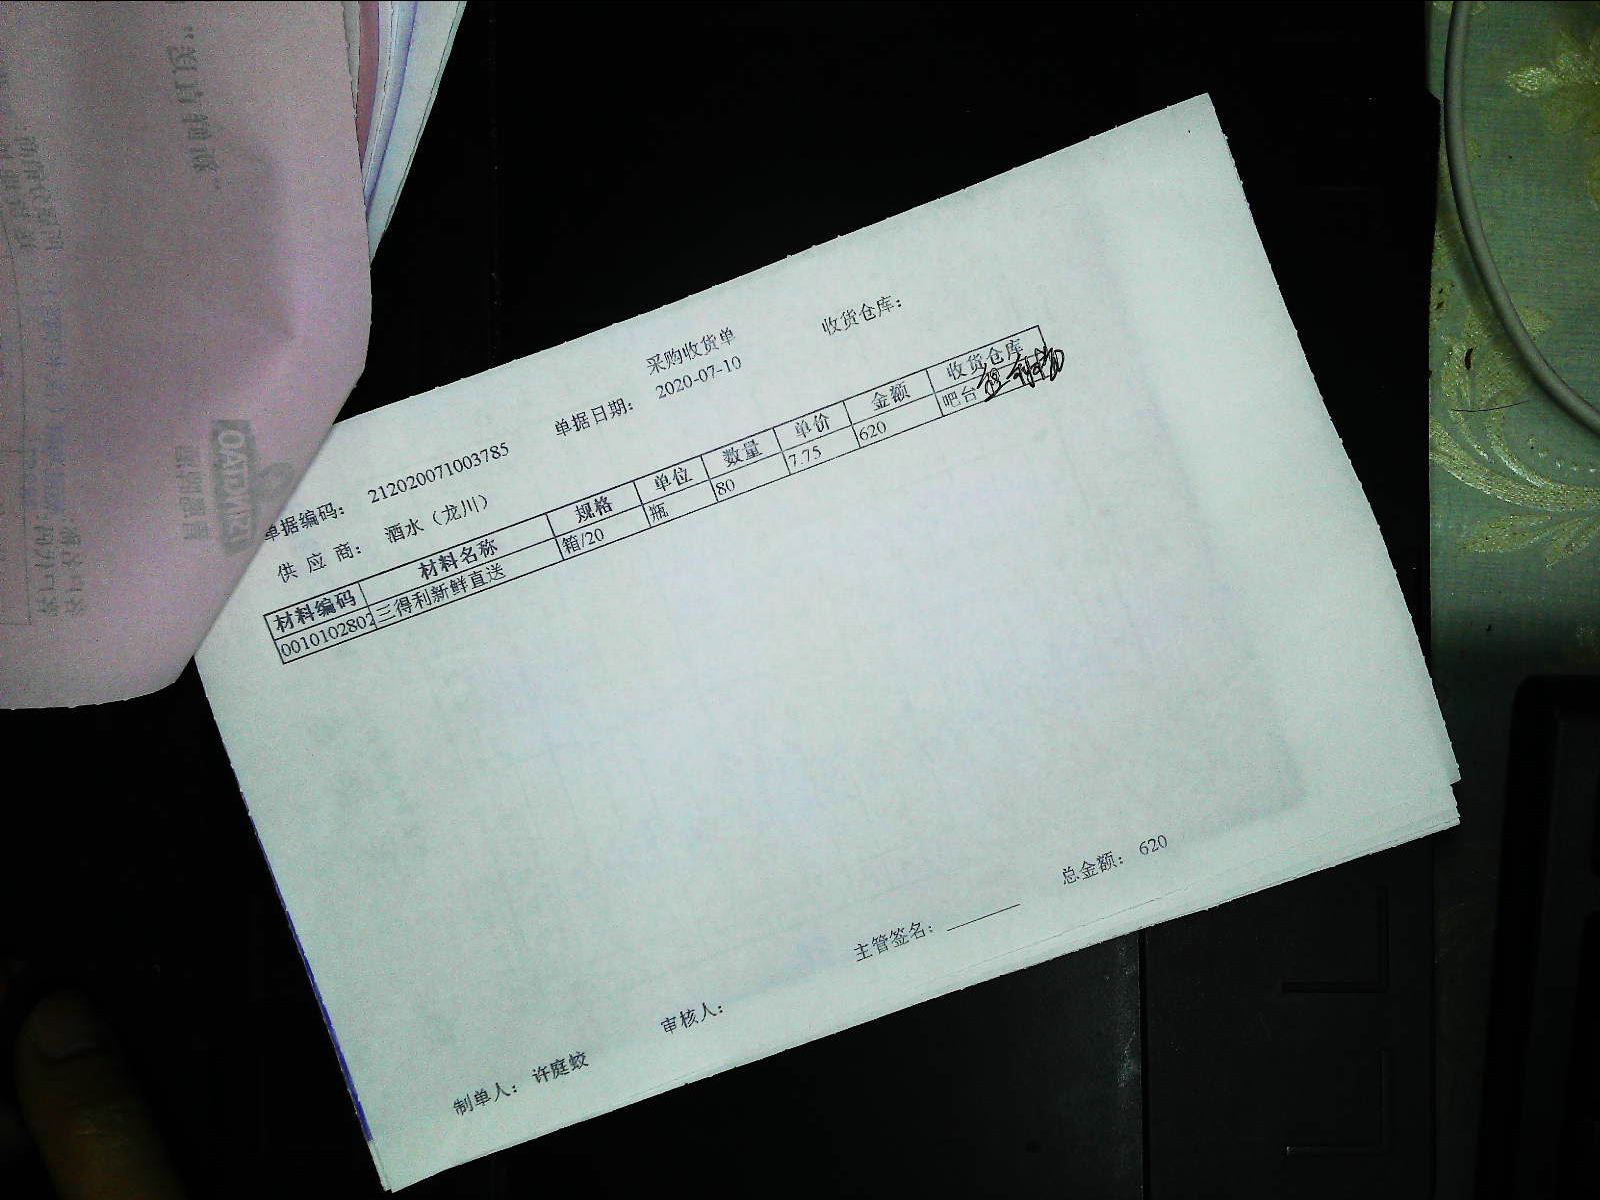 采购收货单
收货仓库：
单据编码： 212020071003785 单据日期： 2020-07-10
供 应 商： 酒水（龙川）
材料编码 材料名称 规格 单位 数量 单价 金额 收货仓库
0010102802 三得利新鲜直送 箱/20 瓶 80 7.75 620 吧台
总金额： 620
主管签名：
审核人：
制单人： 许庭蛟